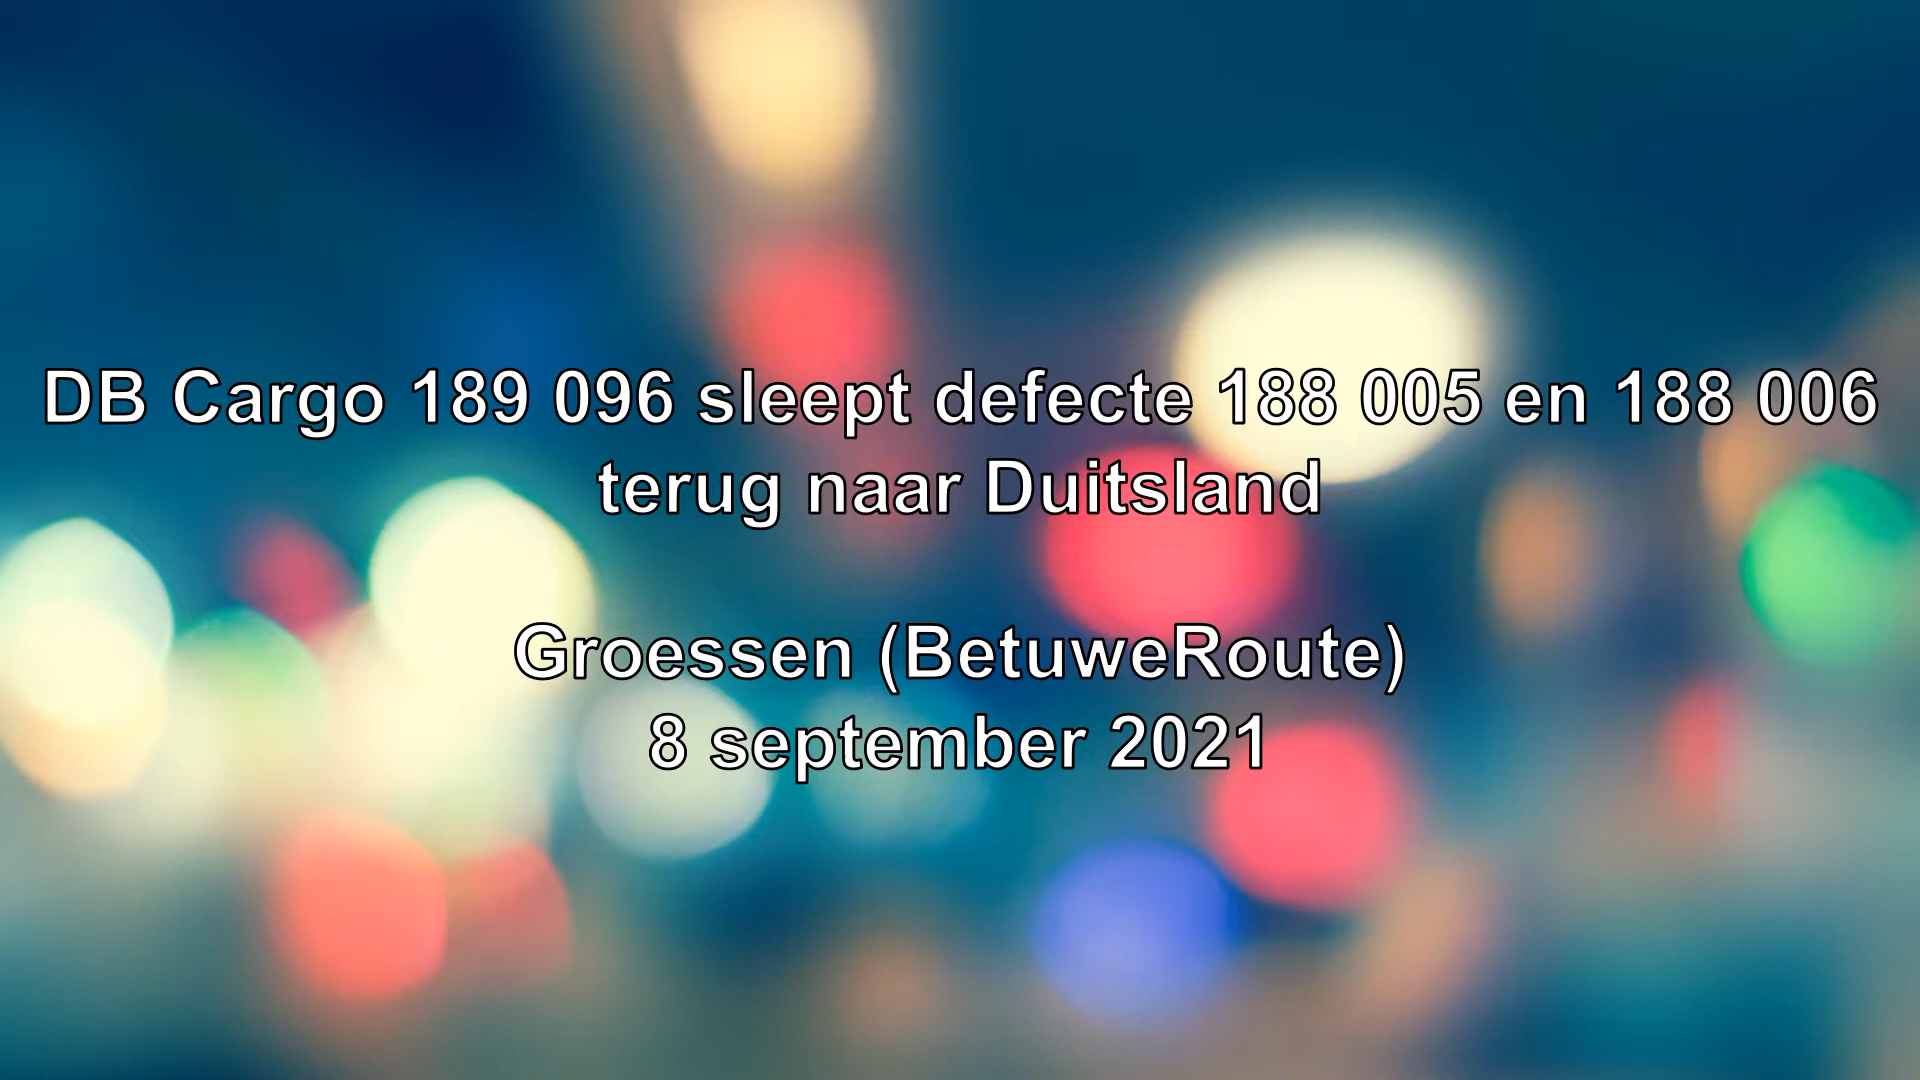 DB Cargo 189 096 sleept defecte 188 005 en 188 006
terug naar Duitsland
Groessen (BetuweRoute)
8 september 2021